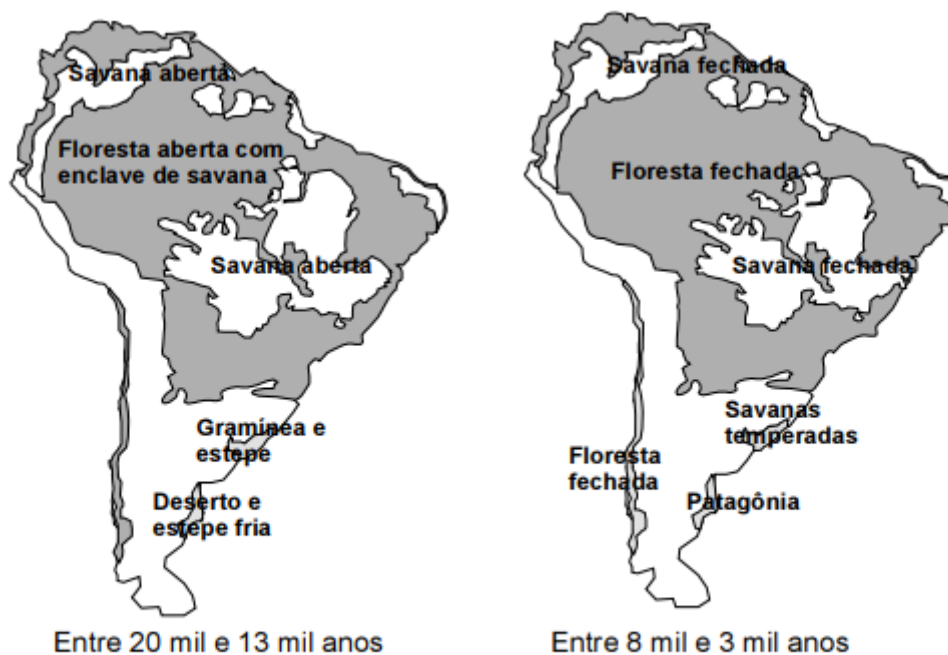 Savana aberta
Floresta aberta com
enclave de savana
Savana aberta
Gramínea e
estepe
Deserto e
estepe fria
Entre 20 mil e 13 mil anos
Savana fechada
Floresta fechada
Savana fechada
Savanas
temperadas
Floresta
fechada
Patagônia
Entre 8 mil e 3 mil anos